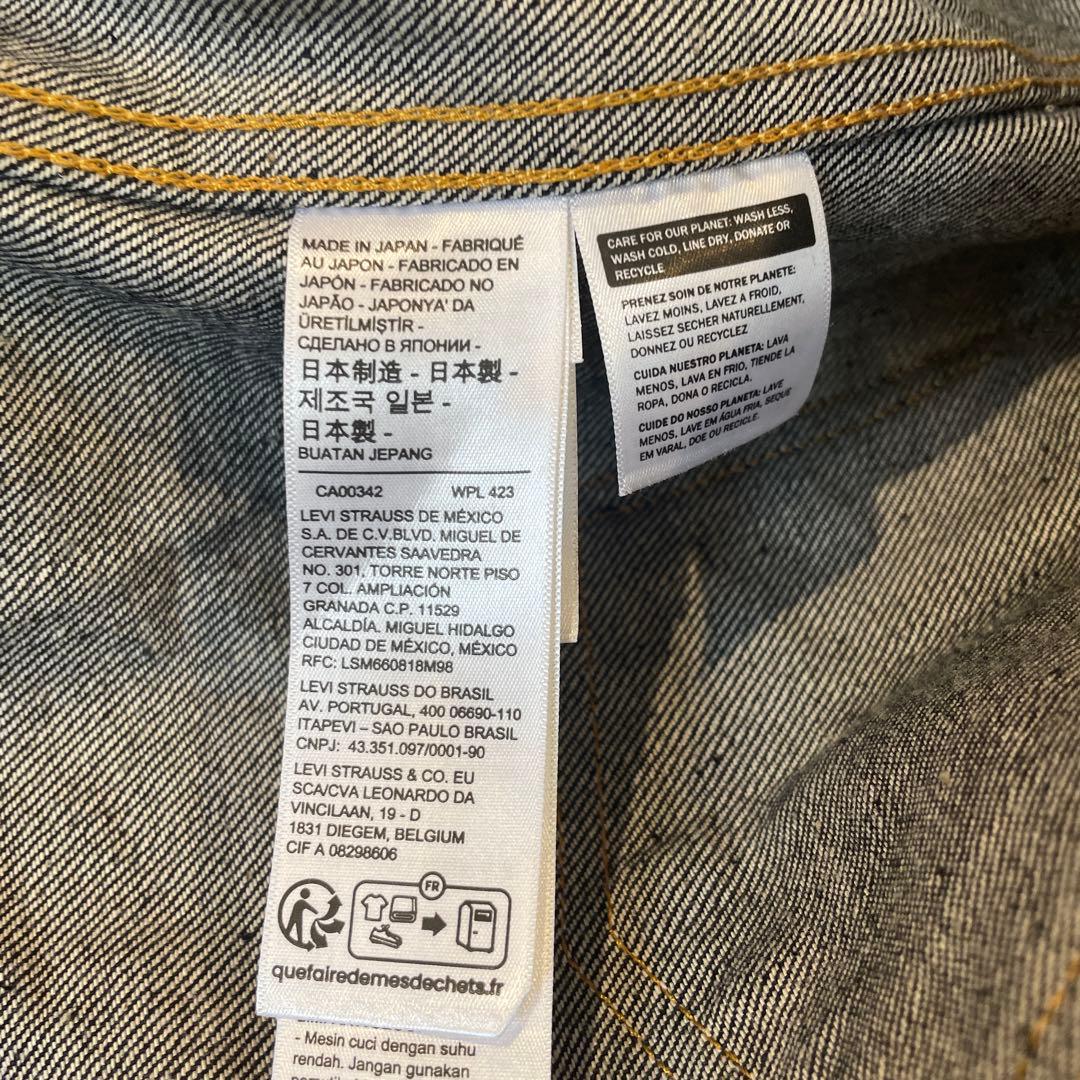 MADE IN JAPAN - FABRIQUÉ
AU JAPON - FABRICADO EN
JAPÓN - FABRICADO NO
JAPÃO - JAPONYA' DA
ÜRETİLMİŞTİR -
СДЕЛАНО В ЯПОНИИ -
日本制造 - 日本製 -
제조국 일본 -
日本製 -
BUATAN JEPANG
CA00342 WPL 423
LEVI STRAUSS DE MÉXICO
S.A. DE C.V.BLVD. MIGUEL DE
CERVANTES SAAVEDRA
NO. 301, TORRE NORTE PISO
7 COL. AMPLIACIÓN
GRANADA C.P. 11529
ALCALDÍA. MIGUEL HIDALGO
CIUDAD DE MÉXICO, MÉXICO
RFC: LSM660818M98
LEVI STRAUSS DO BRASIL
AV. PORTUGAL, 400 06690-110
ITAPEVI – SAO PAULO BRASIL
CNPJ: 43.351.097/0001-90
LEVI STRAUSS & CO. EU
SCA/CVA LEONARDO DA
VINCILAAN, 19 - D
1831 DIEGEM, BELGIUM
CIF A 08298606
FR
quefairedemesdechets.fr
- Mesin cuci dengan suhu
rendah. Jangan gunakan
CARE FOR OUR PLANET: WASH LESS,
WASH COLD, LINE DRY, DONATE OR
RECYCLE
PRENEZ SOIN DE NOTRE PLANETE:
LAVEZ MOINS, LAVEZ A FROID,
LAISSEZ SECHER NATURELLEMENT,
DONNEZ OU RECYCLEZ
CUIDA NUESTRO PLANETA: LAVA
MENOS, LAVA EN FRIO, TIENDE LA
ROPA, DONA O RECICLA.
CUIDE DO NOSSO PLANETA: LAVE
MENOS, LAVE EM ÁGUA FRIA, SEQUE
EM VARAL, DOE OU RECICLE.